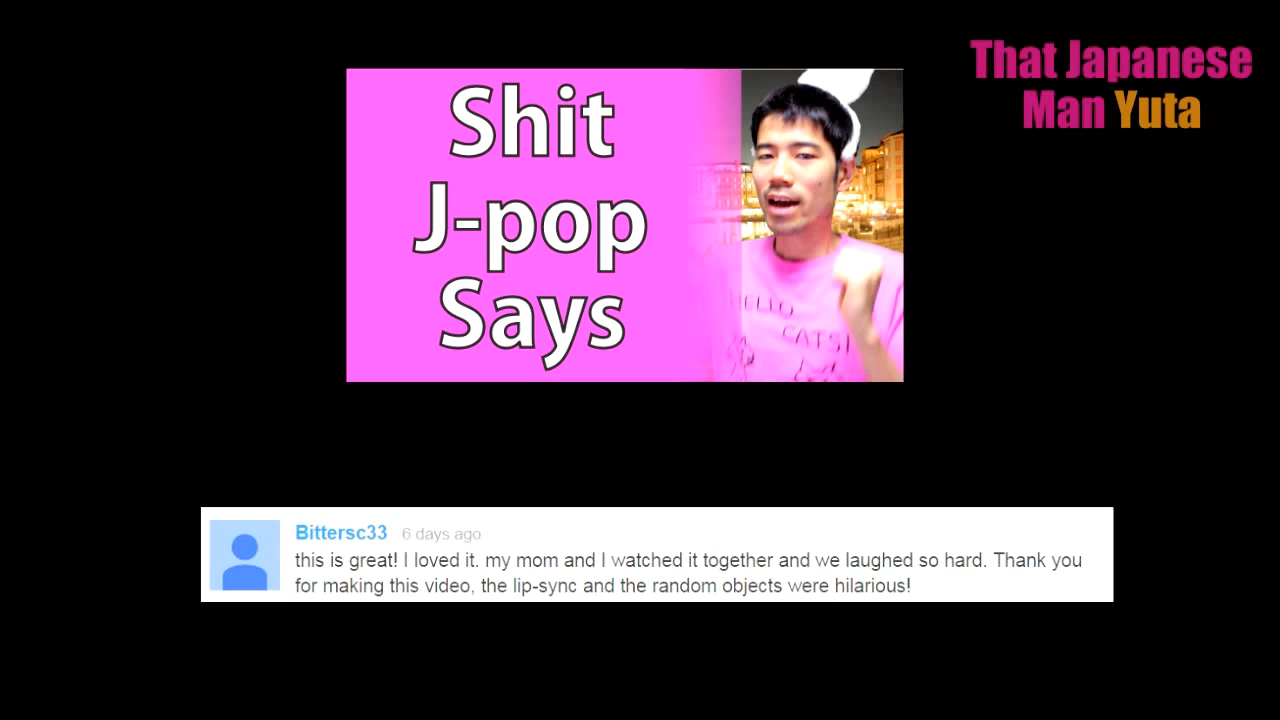 That Japanese
Man Yuta
Shit
J-pop
Says
HELLO
CATS!
Bittersc33 6 days ago
this is great! I loved it. my mom and I watched it together and we laughed so hard. Thank you
for making this video, the lip-sync and the random objects were hilarious!